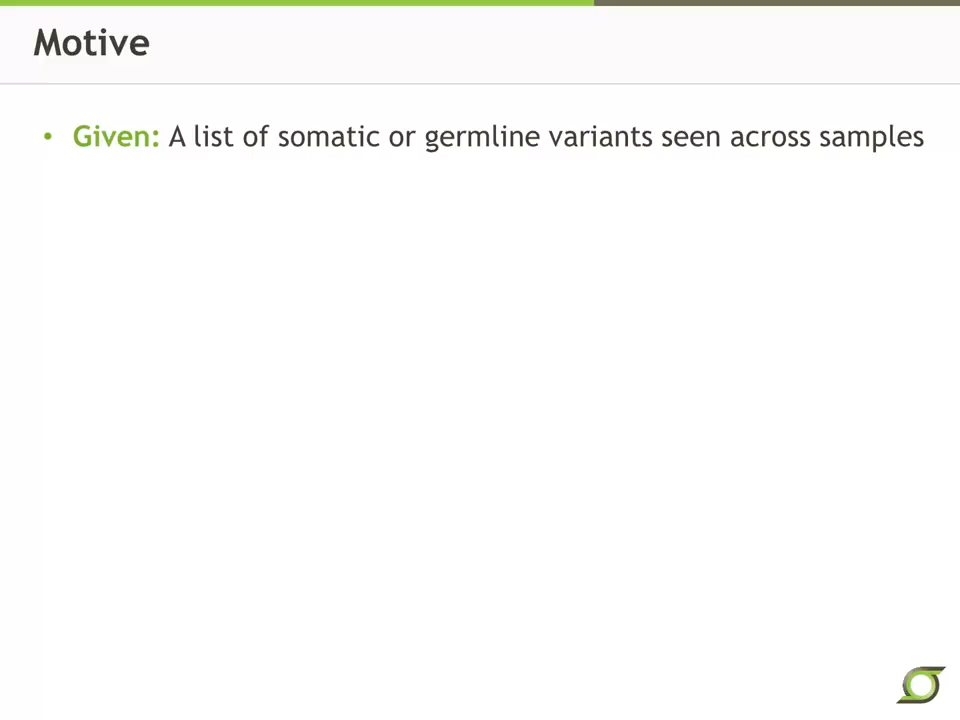 Motive
• Given: A list of somatic or germline variants seen across samples